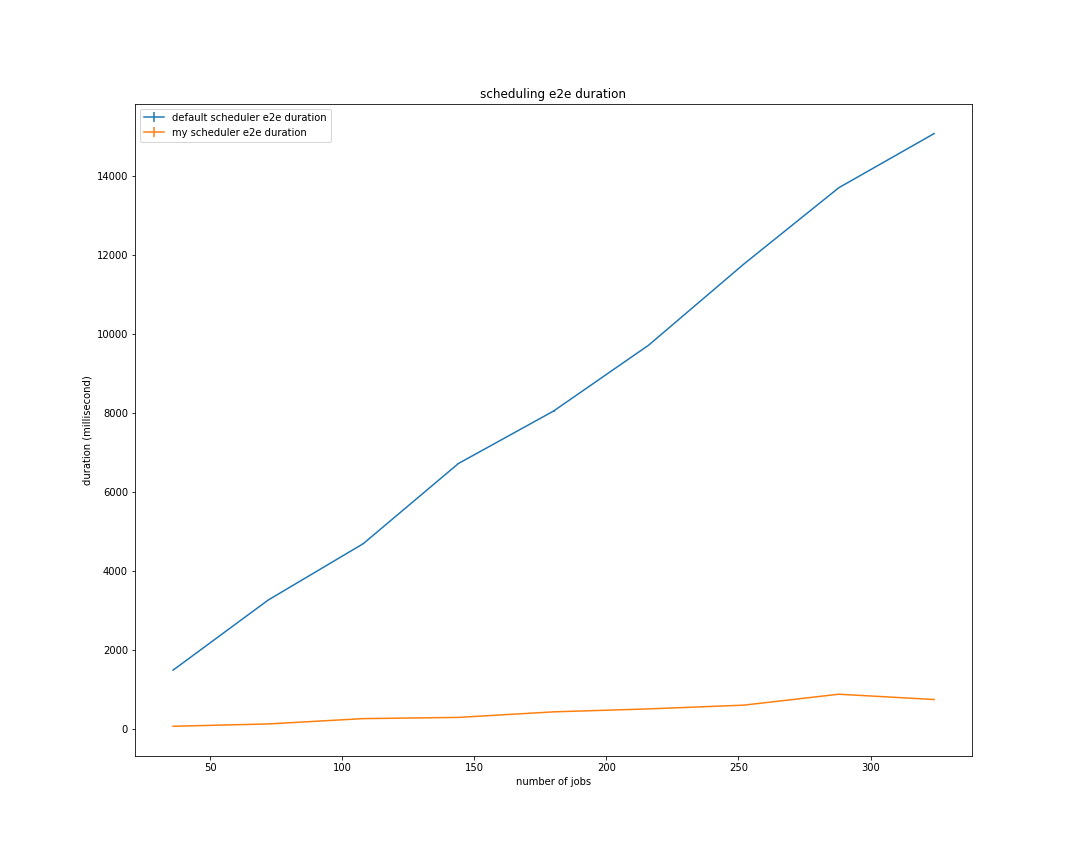 scheduling e2e duration
default scheduler e2e duration
my scheduler e2e duration
14000
12000
10000
8000
6000
4000
2000
0
duration (millisecond)
50 100 150 200 250 300
number of jobs